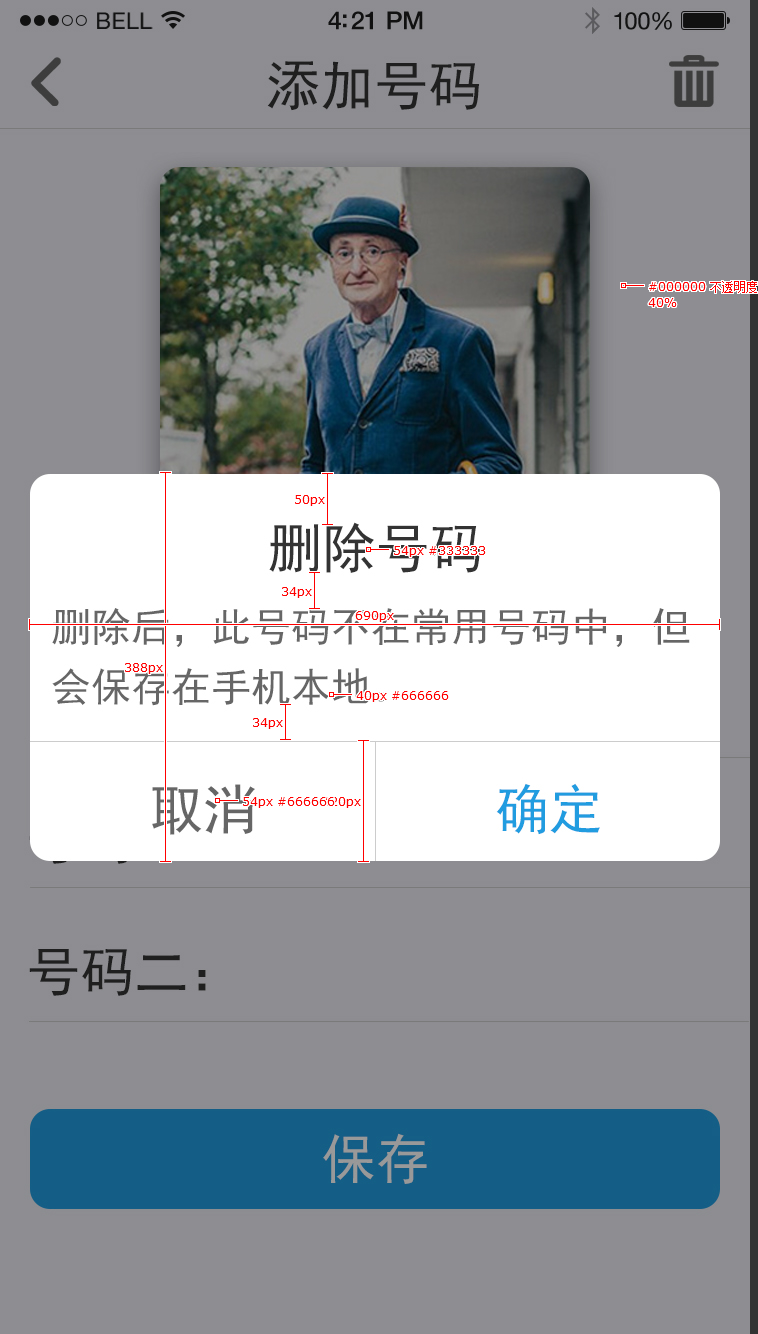 BELL 4:21 PM 100%
添加号码
#000000 不透明度
40%
50px
删除号码
54px #333333
34px
690px
删除后，此号码不在常用号码中，但
388px
会保存在手机本地。
40px #666666
34px
取消
54px #666666
确定
号码二：
保存